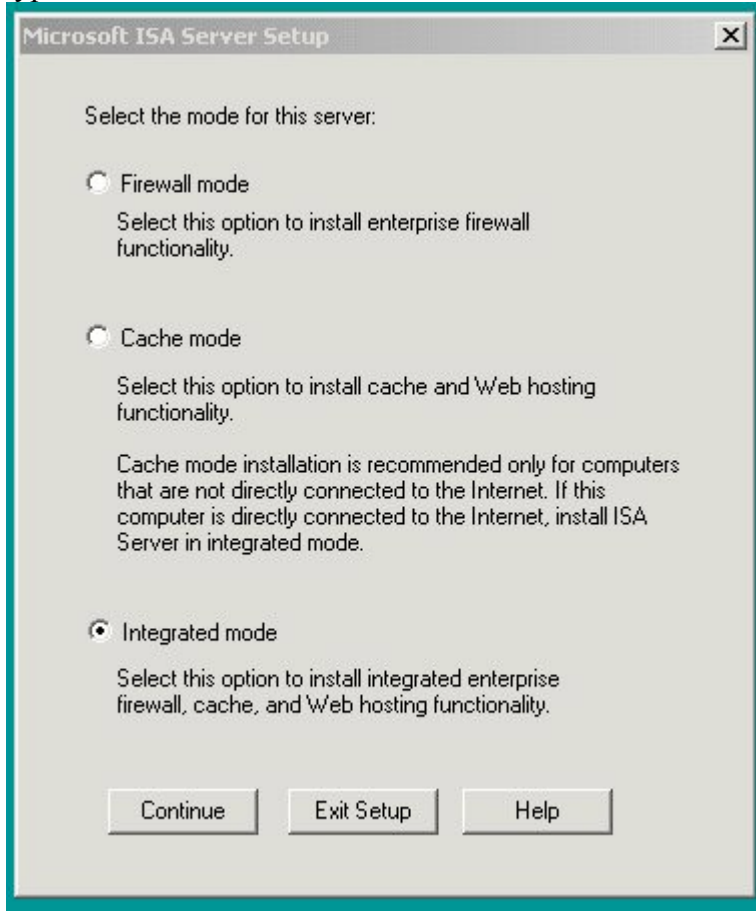 Microsoft ISA Server Setup
Select the mode for this server:
Firewall mode
Select this option to install enterprise firewall
functionality.
Cache mode
Select this option to install cache and Web hosting
functionality.
Cache mode installation is recommended only for computers
that are not directly connected to the Internet. If this
computer is directly connected to the Internet, install ISA
Server in integrated mode.
Integrated mode
Select this option to install integrated enterprise
firewall, cache, and Web hosting functionality.
Continue Exit Setup Help